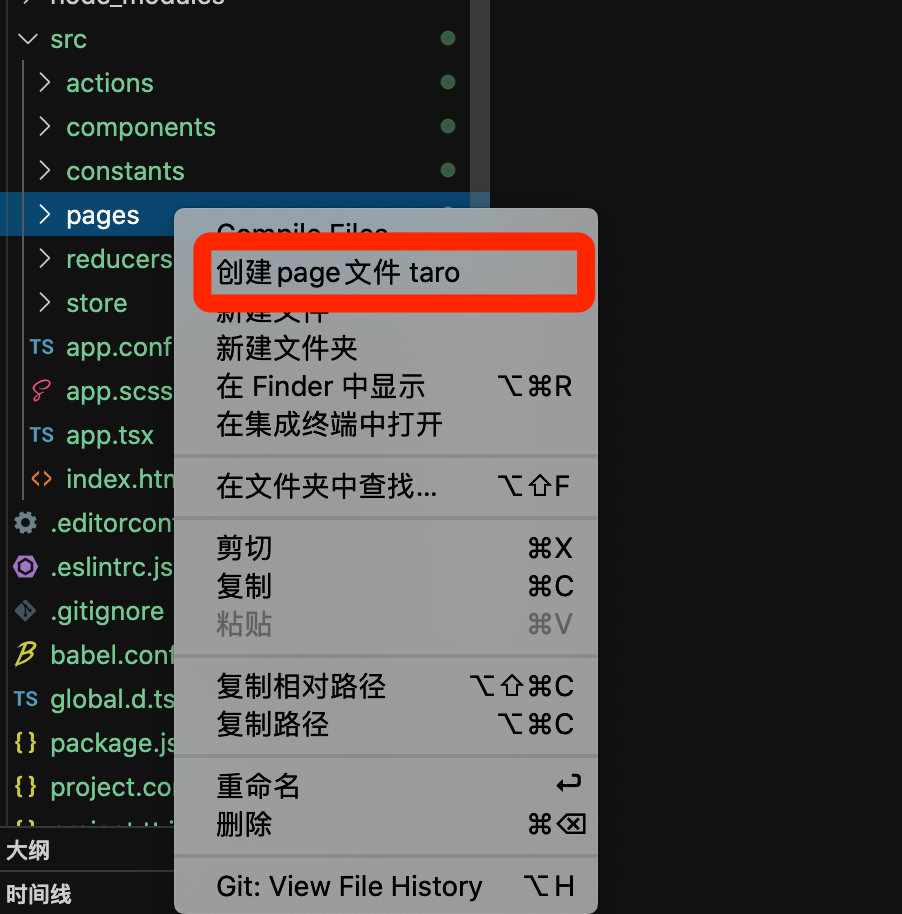 node_modules
src
actions
components
constants
pages
reducers
store
TS app.conf
app.scss
TS app.tsx
index.htm
.editorcon
.eslintrc.js
.gitignore
babel.conf
TS global.d.ts
package.js
project.co
大纲
时间线
Compile Files
创建page文件 taro
新建文件
新建文件夹
在 Finder 中显示 ⌥⌘R
在集成终端中打开
在文件夹中查找... ⌥⇧F
剪切 ⌘X
复制 ⌘C
粘贴 ⌘V
复制相对路径 ⌥⇧⌘C
复制路径 ⌥⌘C
重命名 ↩
删除 ⌘⌫
Git: View File History ⌥H